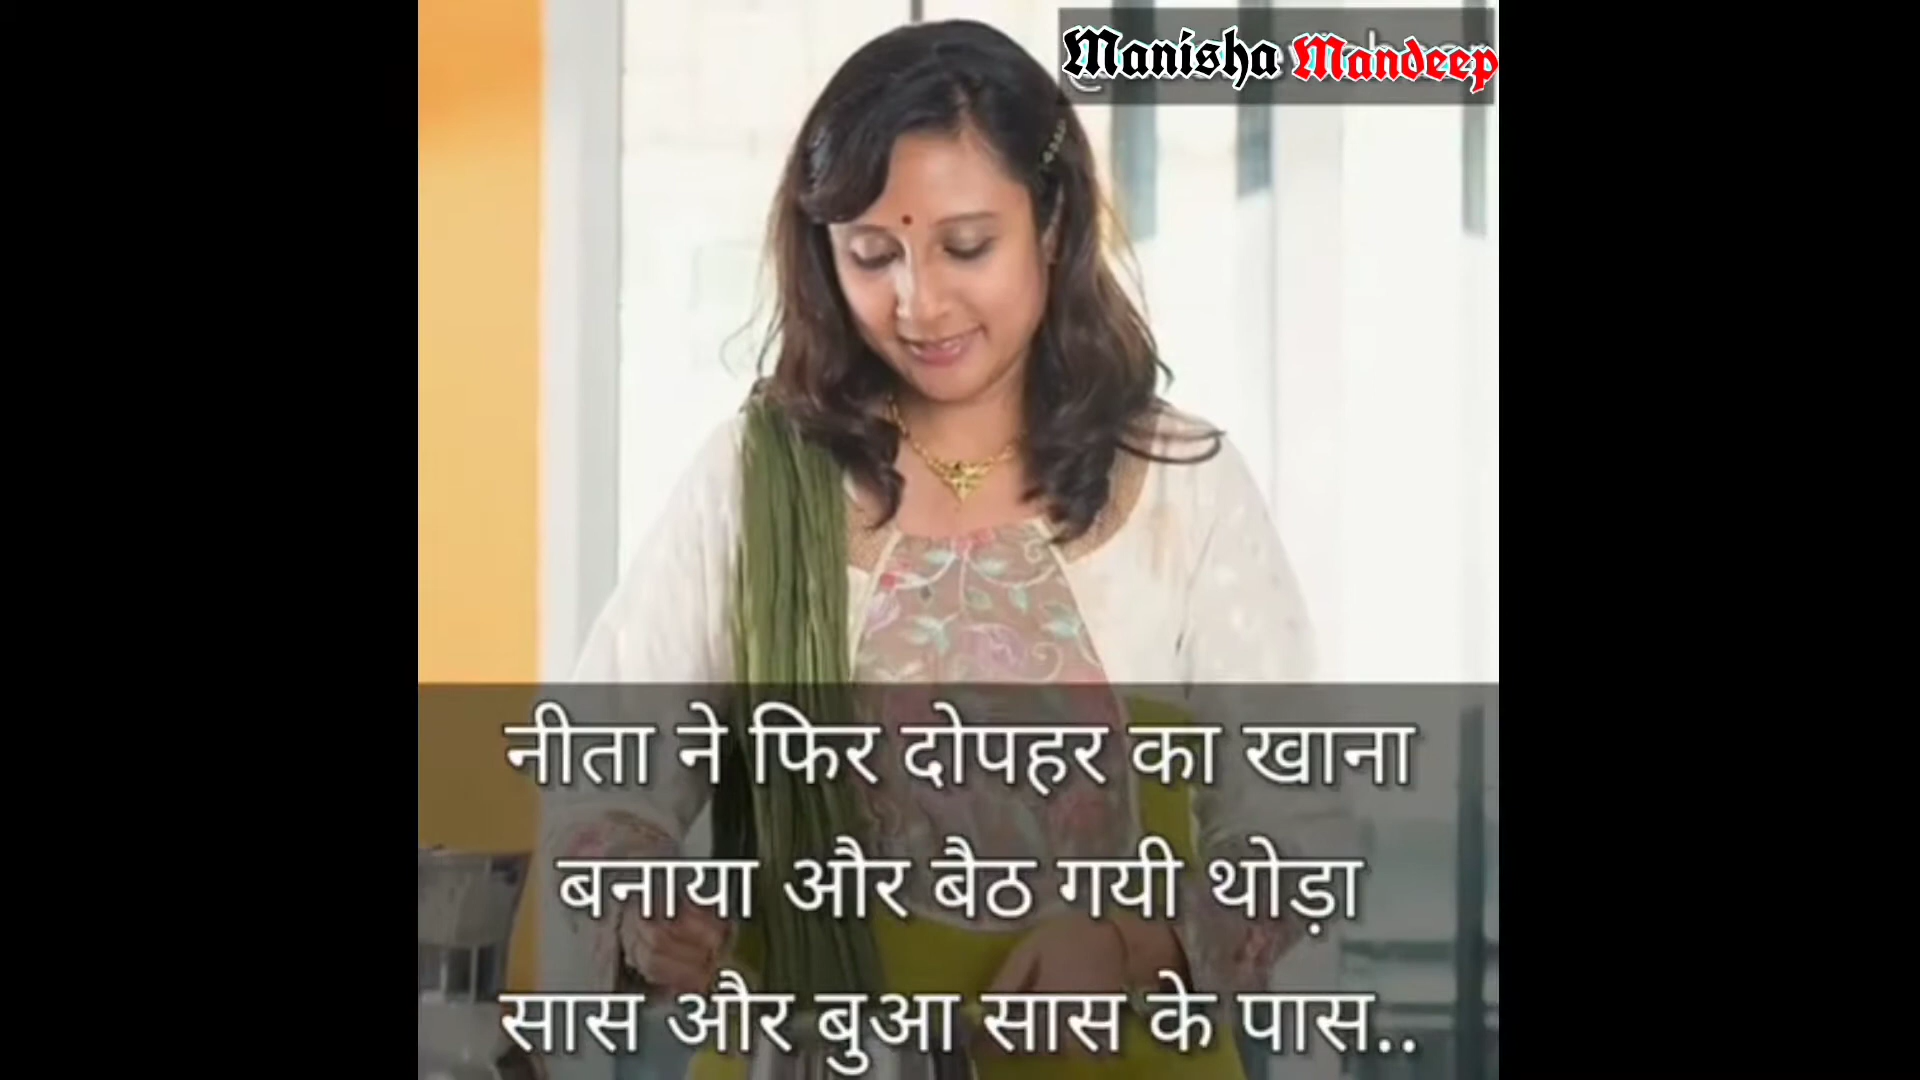 Manisha Mandeep
नीता ने फिर दोपहर का खाना
बनाया और बैठ गयी थोड़ा
सास और बुआ सास के पास..